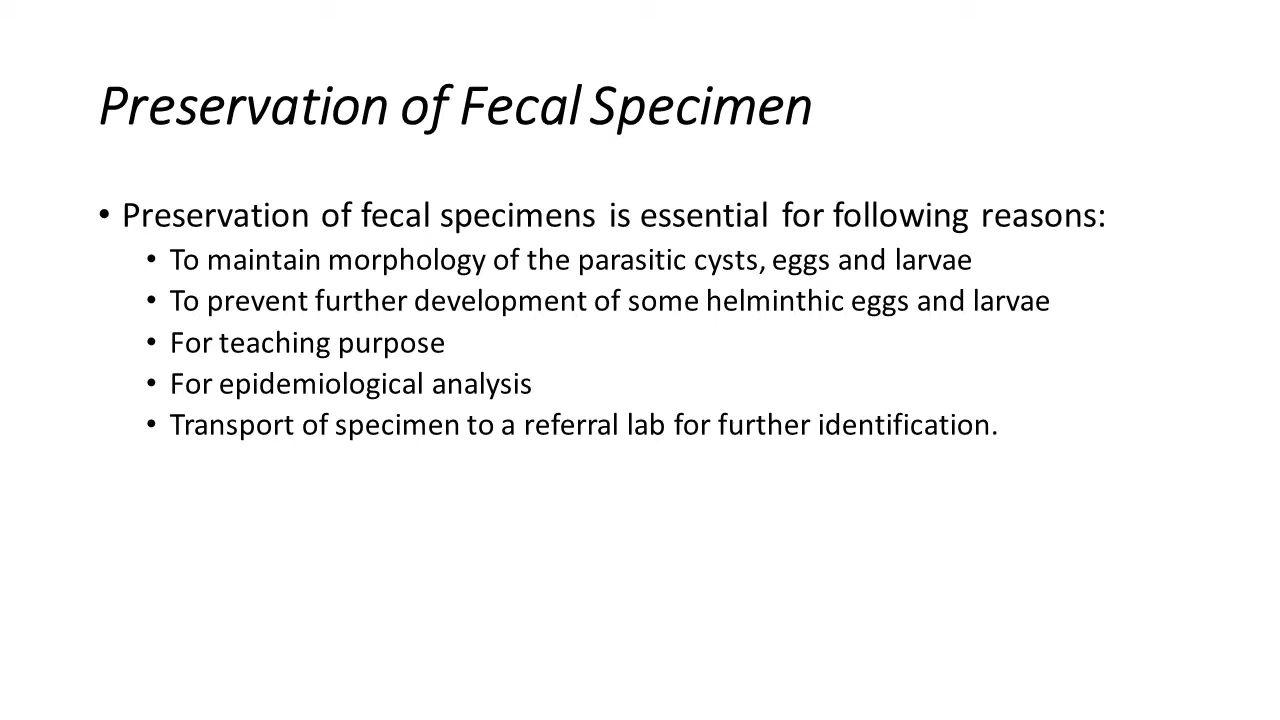 Preservation of Fecal Specimen
• Preservation of fecal specimens is essential for following reasons:
• To maintain morphology of the parasitic cysts, eggs and larvae
• To prevent further development of some helminthic eggs and larvae
• For teaching purpose
• For epidemiological analysis
• Transport of specimen to a referral lab for further identification.